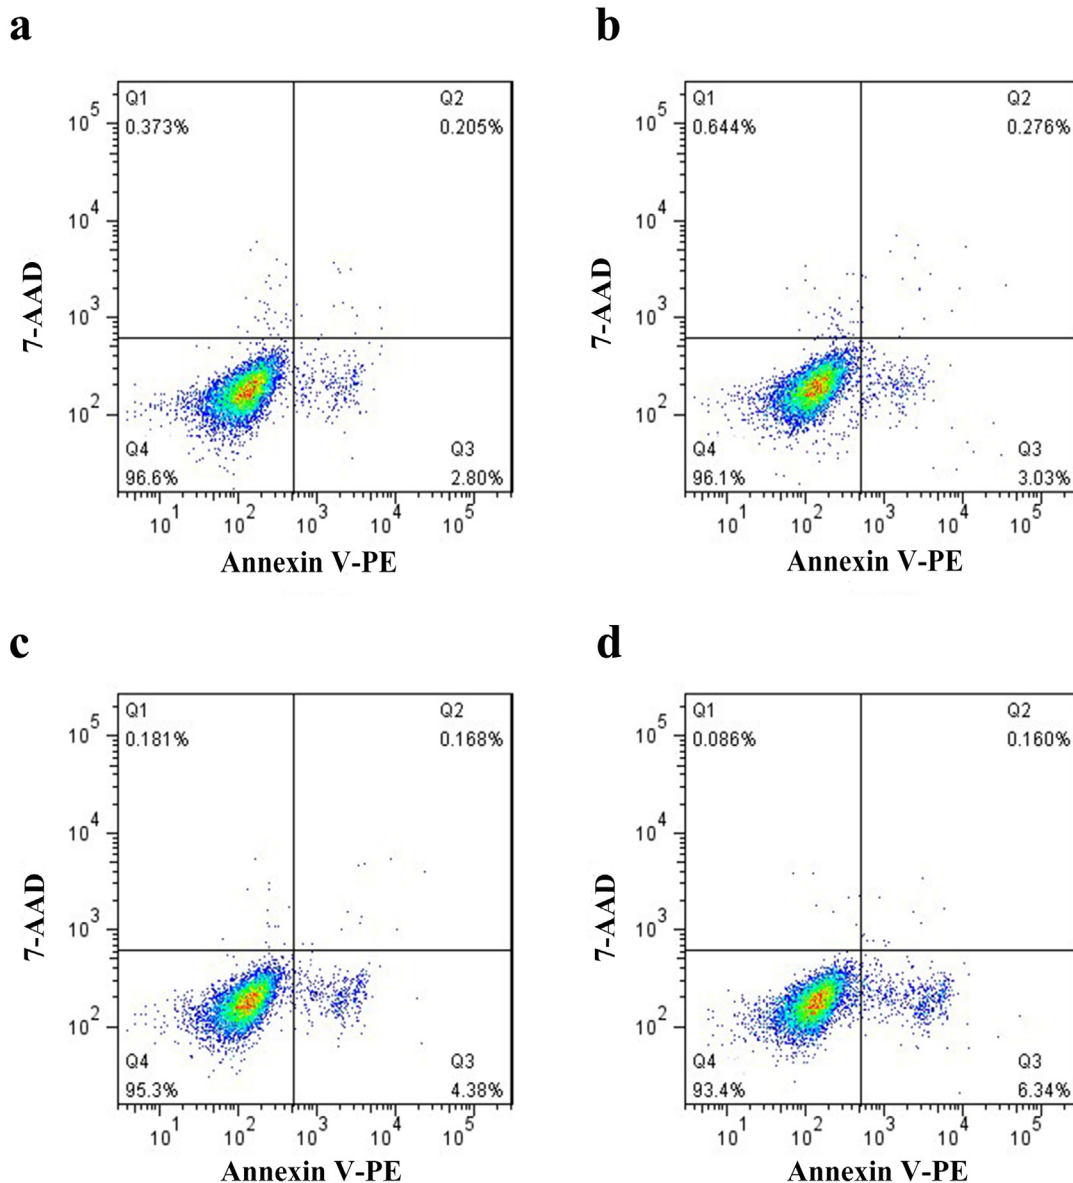 a
Q1
Q2
0.373%
0.205%
10^5
10^4
10^3
10^2
7-AAD
Q4
Q3
96.6%
2.80%
10^1 10^2 10^3 10^4 10^5
Annexin V-PE
b
Q1
Q2
0.644%
0.276%
10^5
10^4
10^3
10^2
7-AAD
Q4
Q3
96.1%
3.03%
10^1 10^2 10^3 10^4 10^5
Annexin V-PE
c
Q1
Q2
0.181%
0.168%
10^5
10^4
10^3
10^2
7-AAD
Q4
Q3
95.3%
4.38%
10^1 10^2 10^3 10^4 10^5
Annexin V-PE
d
Q1
Q2
0.086%
0.160%
10^5
10^4
10^3
10^2
7-AAD
Q4
Q3
93.4%
6.34%
10^1 10^2 10^3 10^4 10^5
Annexin V-PE